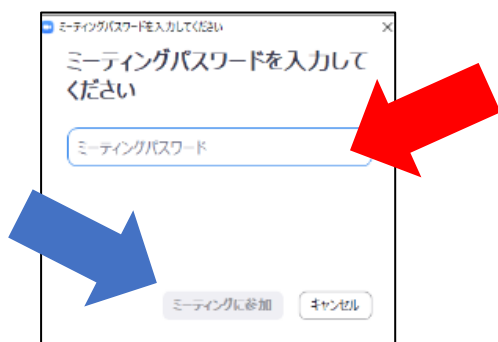 ミーティングパスワードを入力してください
ミーティングパスワードを入力して
ください
ミーティングパスワード
ミーティングに参加
キャンセル